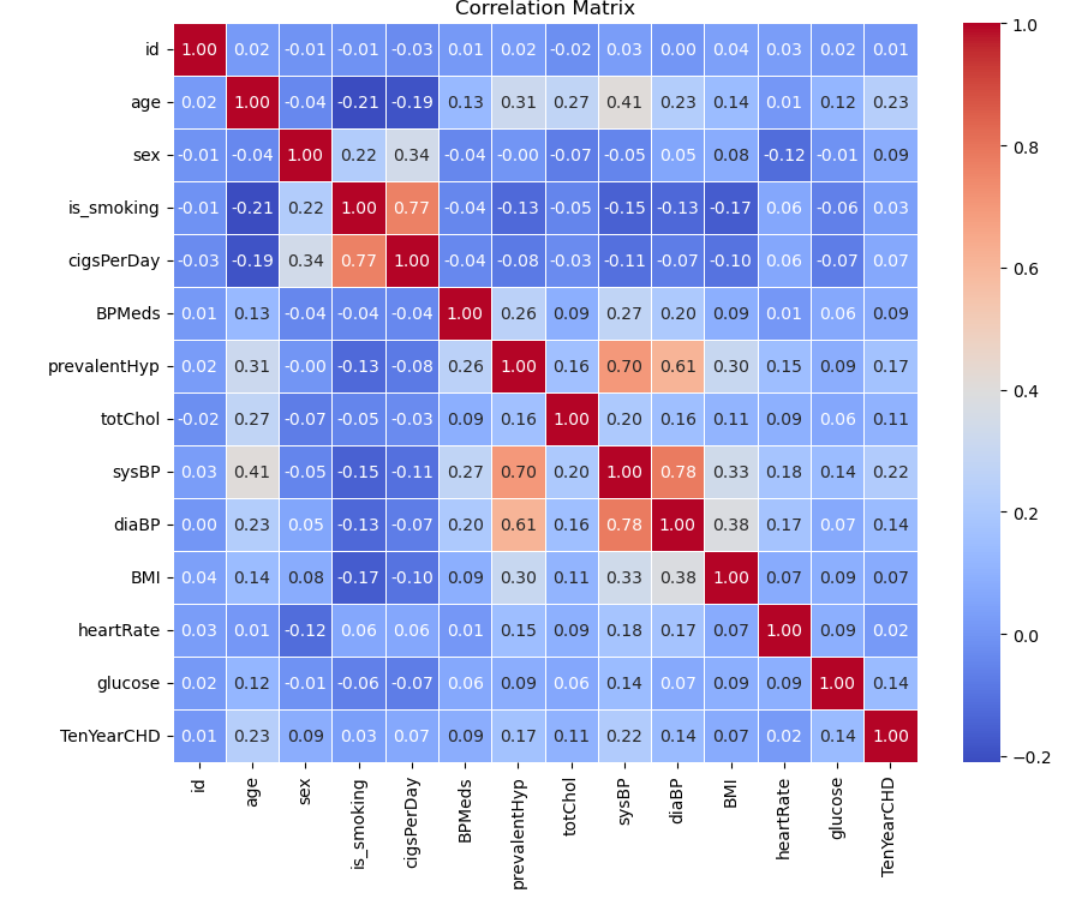 Correlation Matrix
id 1.00 0.02 -0.01 -0.01 -0.03 0.01 0.02 -0.02 0.03 0.00 0.04 0.03 0.02 0.01
age 0.02 1.00 -0.04 -0.21 -0.19 0.13 0.31 0.27 0.41 0.23 0.14 0.01 0.12 0.23
sex -0.01 -0.04 1.00 0.22 0.34 -0.04 -0.00 -0.07 -0.05 0.05 0.08 -0.12 -0.01 0.09
is_smoking -0.01 -0.21 0.22 1.00 0.77 -0.04 -0.13 -0.05 -0.15 -0.13 -0.17 0.06 -0.06 0.03
cigsPerDay -0.03 -0.19 0.34 0.77 1.00 -0.04 -0.08 -0.03 -0.11 -0.07 -0.10 0.06 -0.07 0.07
BPMeds 0.01 0.13 -0.04 -0.04 -0.04 1.00 0.26 0.09 0.27 0.20 0.09 0.01 0.06 0.09
prevalentHyp 0.02 0.31 -0.00 -0.13 -0.08 0.26 1.00 0.16 0.70 0.61 0.30 0.15 0.09 0.17
totChol -0.02 0.27 -0.07 -0.05 -0.03 0.09 0.16 1.00 0.20 0.16 0.11 0.09 0.06 0.11
sysBP 0.03 0.41 -0.05 -0.15 -0.11 0.27 0.70 0.20 1.00 0.78 0.33 0.18 0.14 0.22
diaBP 0.00 0.23 0.05 -0.13 -0.07 0.20 0.61 0.16 0.78 1.00 0.38 0.17 0.07 0.14
BMI 0.04 0.14 0.08 -0.17 -0.10 0.09 0.30 0.11 0.33 0.38 1.00 0.07 0.09 0.07
heartRate 0.03 0.01 -0.12 0.06 0.06 0.01 0.15 0.09 0.18 0.17 0.07 1.00 0.09 0.02
glucose 0.02 0.12 -0.01 -0.06 -0.07 0.06 0.09 0.06 0.14 0.07 0.09 0.09 1.00 0.14
TenYearCHD 0.01 0.23 0.09 0.03 0.07 0.09 0.17 0.11 0.22 0.14 0.07 0.02 0.14 1.00
id age sex is_smoking cigsPerDay BPMeds prevalentHyp totChol sysBP diaBP BMI heartRate glucose TenYearCHD
1.0
0.8
0.6
0.4
0.2
0.0
−0.2